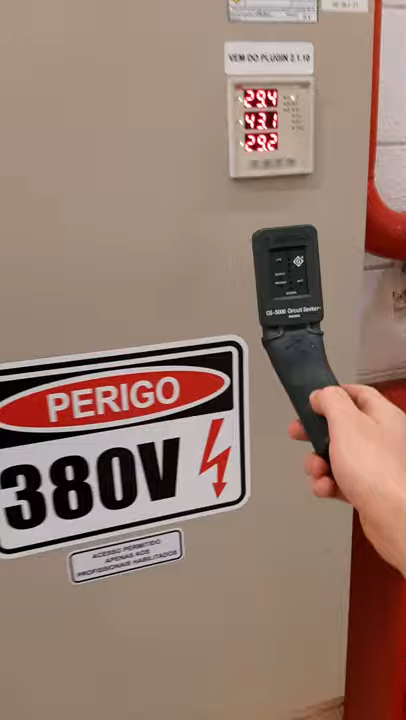 VEM DO PLUGIN 2.1.10
29.4
43.1
29.2
CS-5000 Circuit Seeker
PERIGO
380V
ACESSO PERMITIDO
APENAS AOS
PROFISSIONAIS HABILITADOS